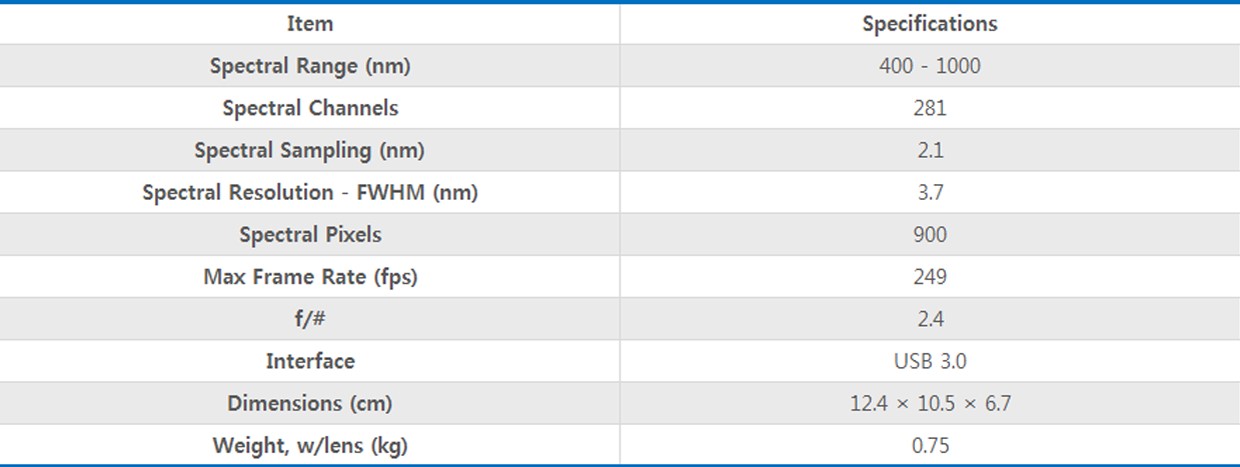 Item Specifications
Spectral Range (nm) 400 - 1000
Spectral Channels 281
Spectral Sampling (nm) 2.1
Spectral Resolution - FWHM (nm) 3.7
Spectral Pixels 900
Max Frame Rate (fps) 249
f/# 2.4
Interface USB 3.0
Dimensions (cm) 12.4 × 10.5 × 6.7
Weight, w/lens (kg) 0.75